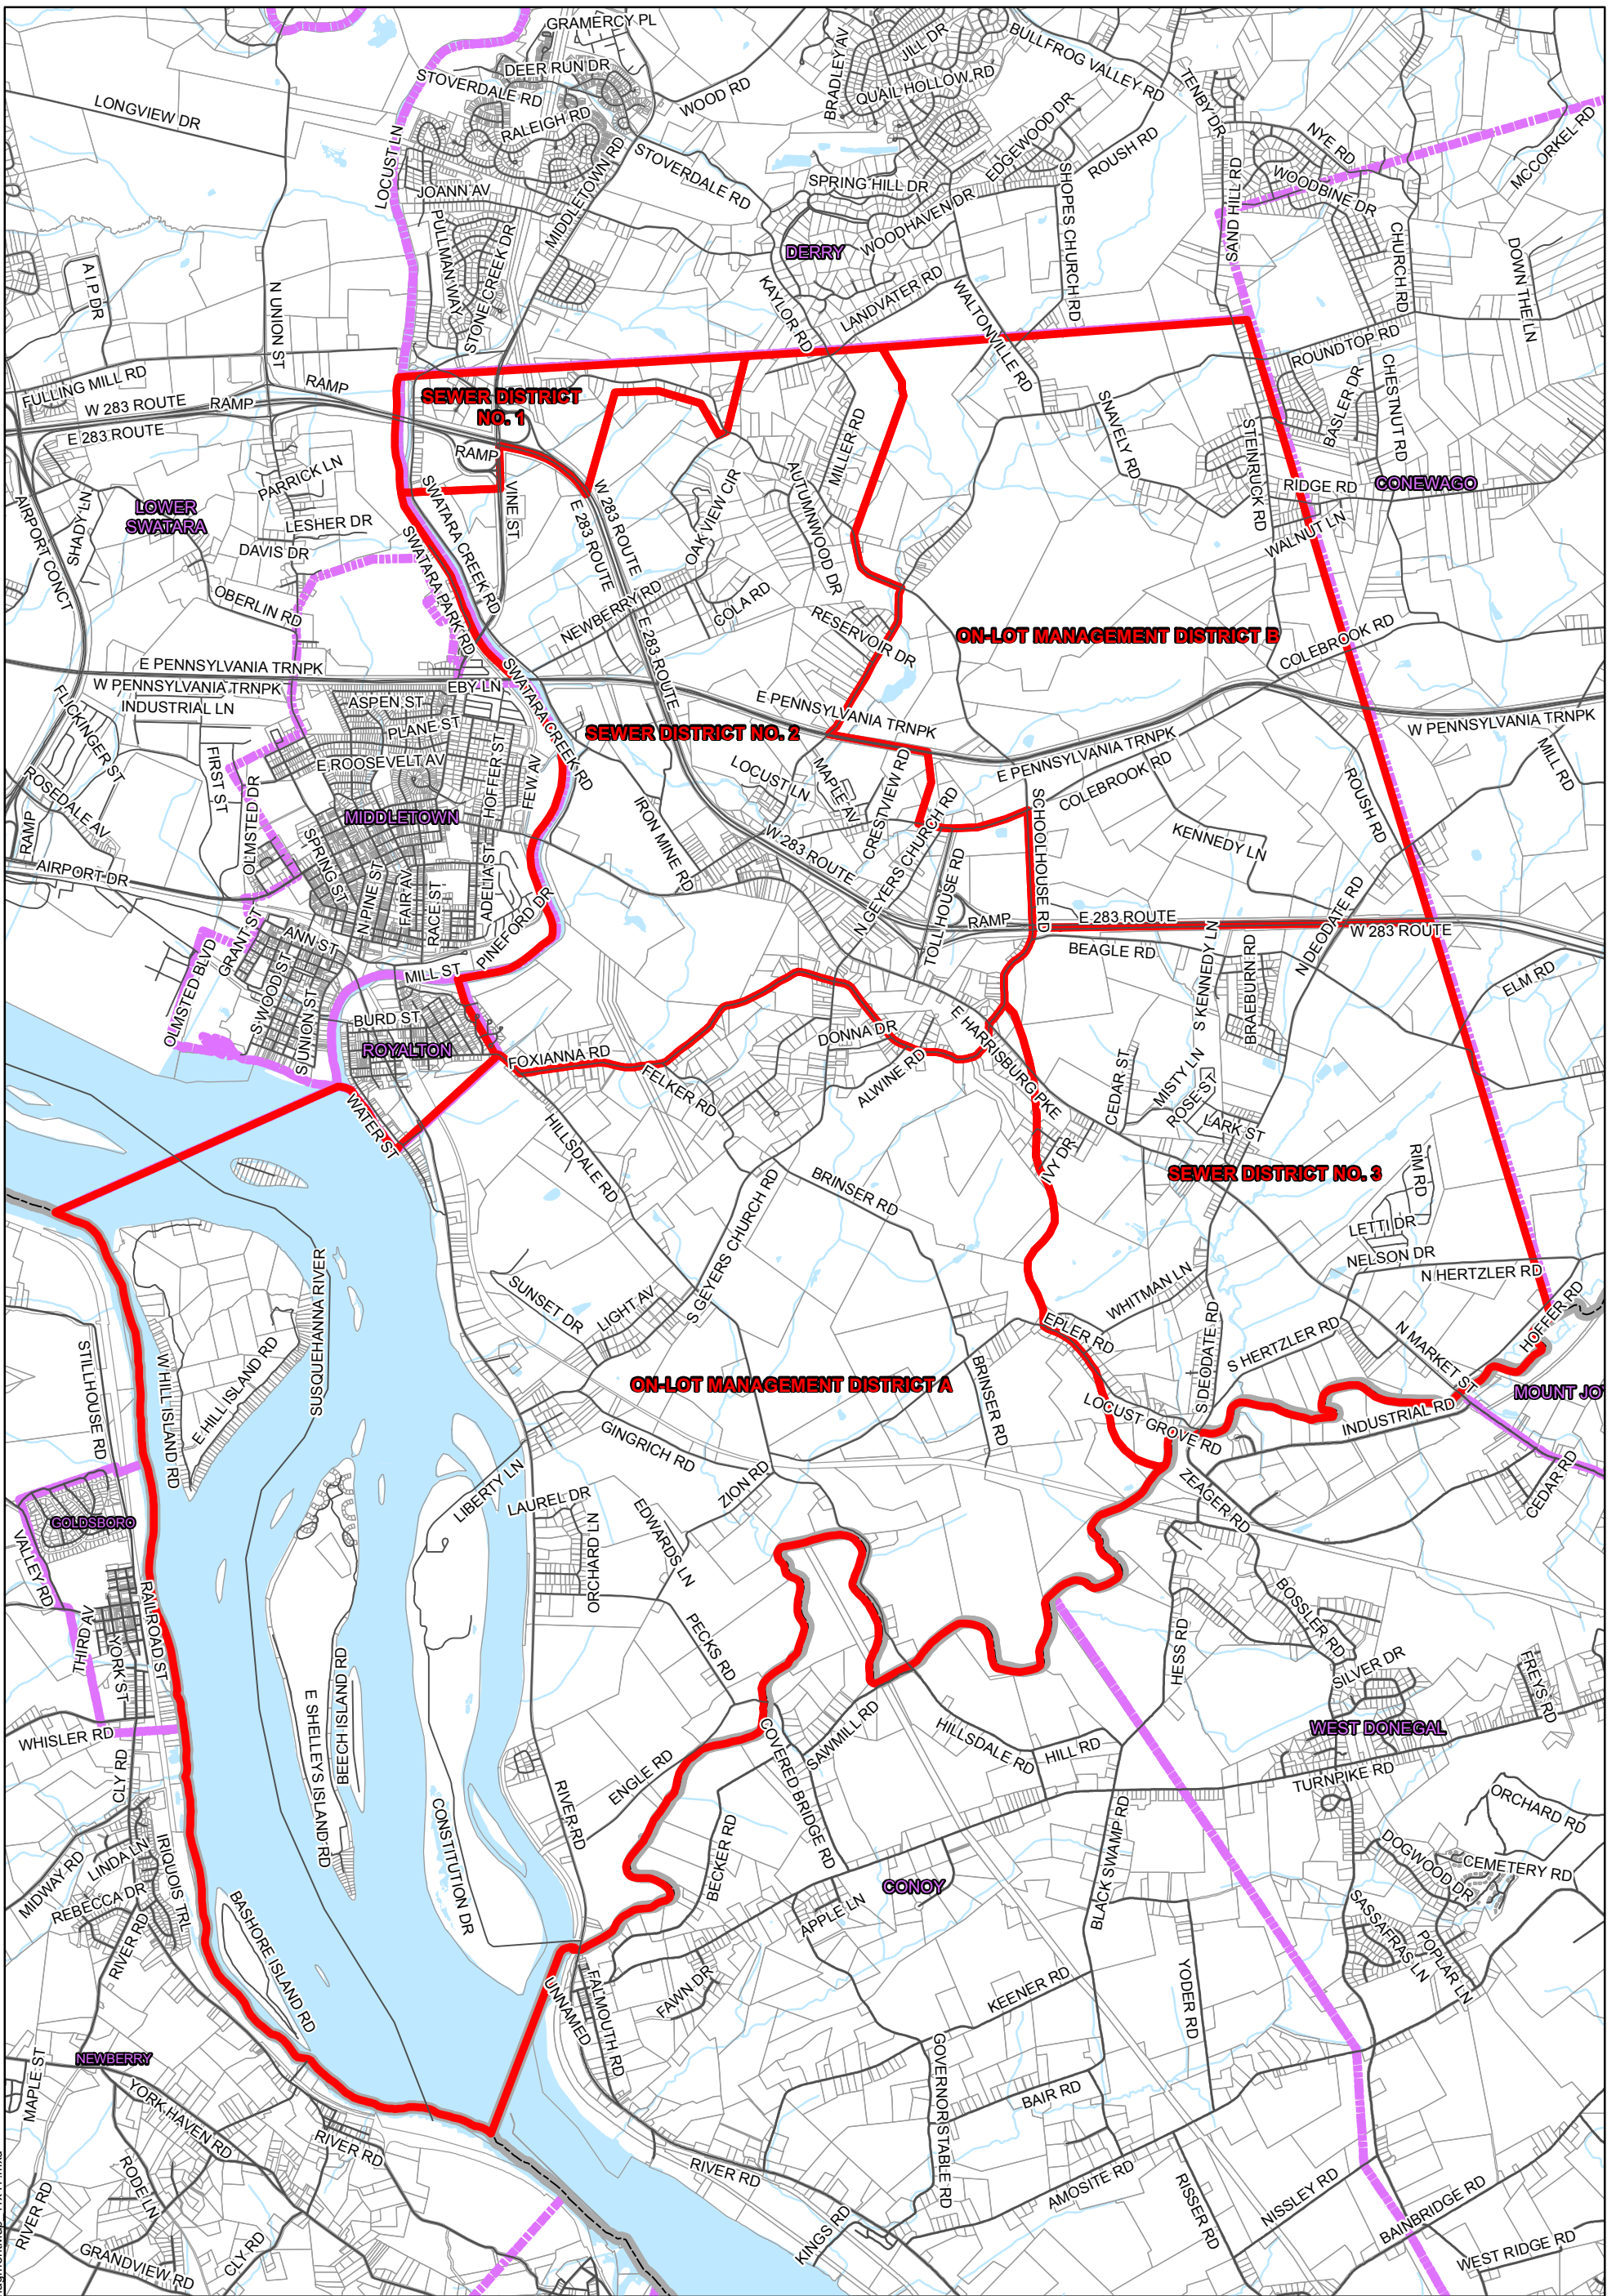 GRAMERCY PL
DEER RUN DR
STOVERDALE RD
RALEIGH RD
WOOD RD
BRADLEY AV
JILL DR
QUAIL HOLLOW RD
BULLFROG VALLEY RD
TENBY DR
NYE RD
MCCORKEL RD
LONGVIEW DR
LOCUST LN
JOANN AV
MIDDLETOWN RD
STOVERDALE RD
SPRING HILL DR
EDGEWOOD DR
ROUSH RD
SHOPES CHURCH RD
SAND HILL RD
WOODBINE DR
CHURCH RD
DOWN THE LN
A I P DR
N UNION ST
PULLMAN WAY
STONE CREEK DR
DERRY
WOODHAVEN DR
KAYLOR RD
LANDVATER RD
WALTONVILLE RD
ROUNDTOP RD
FULLING MILL RD
W 283 ROUTE
E 283 ROUTE
RAMP
RAMP
SEWER DISTRICT
NO. 1
RAMP
MILLER RD
SNAVELY RD
STEINRUCK RD
BASLER DR
CHESTNUT RD
CONEWAGO
RIDGE RD
WALNUT LN
AIRPORT CONCT
SHADY LN
LOWER
SWATARA
PARRICK LN
LESHER DR
DAVIS DR
OBERLIN RD
SWATARA CREEK RD
SWATARA PARK RD
VINE ST
W 283 ROUTE
E 283 ROUTE
OAK VIEW CIR
AUTUMNWOOD DR
NEWBERRY RD
COLA RD
RESERVOIR DR
ON-LOT MANAGEMENT DISTRICT B
COLEBROOK RD
E PENNSYLVANIA TRNPK
W PENNSYLVANIA TRNPK
INDUSTRIAL LN
EBY LN
ASPEN ST
PLANE ST
E ROOSEVELT AV
SWATARA CREEK RD
E 283 ROUTE
SEWER DISTRICT NO. 2
E PENNSYLVANIA TRNPK
E PENNSYLVANIA TRNPK
W PENNSYLVANIA TRNPK
MILL RD
FLICKINGER ST
FIRST ST
ROSEDALE AV
RAMP
OLMSTED DR
MIDDLETOWN
HOFFER ST
FEW AV
IRON MINE RD
LOCUST LN
MAPLE AV
CRESTVIEW RD
W 283 ROUTE
N GEYERS CHURCH RD
COLEBROOK RD
SCHOOLHOUSE RD
KENNEDY LN
ROUSH RD
AIRPORT DR
SPRING ST
N PINE ST
FAIR AV
RACE ST
ADELIA ST
PINEFORD DR
TOLLHOUSE RD
RAMP
E 283 ROUTE
W 283 ROUTE
BEAGLE RD
S KENNEDY LN
BRAEBURN RD
N DEODATE RD
ELM RD
OLMSTED BLVD
GRANT ST
ANN ST
S WOOD ST
S UNION ST
MILL ST
BURD ST
ROYALTON
FOXIANNA RD
FELKER RD
DONNA DR
ALWINE RD
E HARRISBURG PKE
CEDAR ST
MISTY LN
ROSE ST
LARK ST
WATER ST
HILLSDALE RD
BRINSER RD
IVY DR
SEWER DISTRICT NO. 3
RIM RD
LETTI DR
NELSON DR
N HERTZLER RD
SUSQUEHANNA RIVER
SUNSET DR
LIGHT AV
S GEYERS CHURCH RD
EPLER RD
WHITMAN LN
S DEODATE RD
S HERTZLER RD
N MARKET ST
HOFFER RD
STILLHOUSE RD
W HILL ISLAND RD
E HILL ISLAND RD
ON-LOT MANAGEMENT DISTRICT A
BRINSER RD
LOCUST GROVE RD
INDUSTRIAL RD
MOUNT JO
GINGRICH RD
ZION RD
ZEAGER RD
CEDAR RD
LIBERTY LN
LAUREL DR
ORCHARD LN
EDWARDS LN
GOLDSBORO
VALLEY RD
THIRD AV
YORK ST
RAILROAD ST
PECKS RD
HESS RD
BOSSLER RD
SILVER DR
FREYS RD
WHISLER RD
CLY RD
E SHELLEYS ISLAND RD
BEECH ISLAND RD
COVERED BRIDGE RD
SAWMILL RD
HILLSDALE RD
HILL RD
WEST DONEGAL
TURNPIKE RD
ORCHARD RD
MIDWAY RD
LINDA LN
REBECCA DR
IRIQUOIS TRL
CONSTITUTION DR
RIVER RD
ENGLE RD
BECKER RD
APPLE LN
CONOY
BLACK SWAMP RD
DOGWOOD DR
CEMETERY RD
SASSAFRAS LN
POPLAR LN
RIVER RD
BASHORE ISLAND RD
UNNAMED
FALMOUTH RD
FAWN DR
KEENER RD
YODER RD
NEWBERRY
MAPLE ST
YORK HAVEN RD
RODE LN
RIVER RD
GOVERNOR STABLE RD
BAIR RD
RIVER RD
CLY RD
GRANDVIEW RD
RIVER RD
KINGS RD
AMOSITE RD
RISSER RD
NISSLEY RD
BAINBRIDGE RD
WEST RIDGE RD